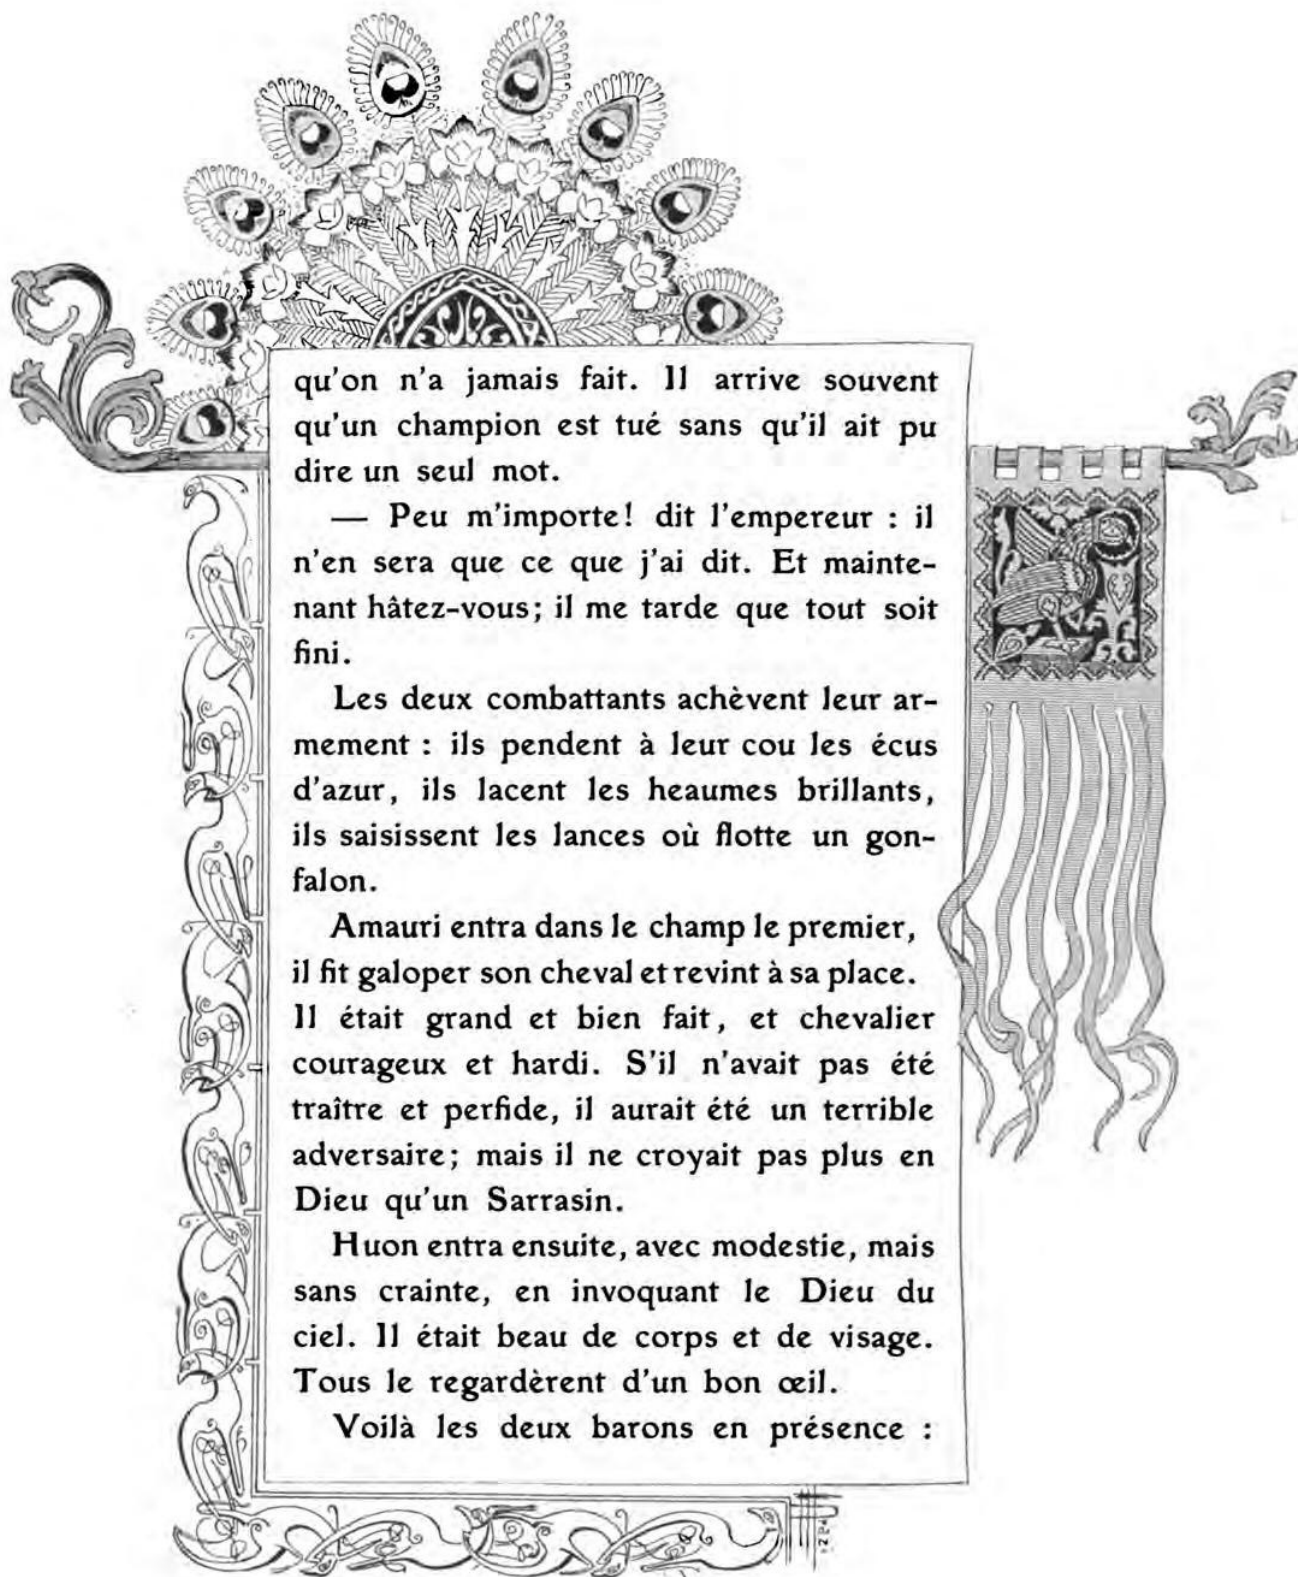 qu'on n'a jamais fait. Il arrive souvent
qu'un champion est tué sans qu'il ait pu
dire un seul mot.
— Peu m'importe! dit l'empereur : il
n'en sera que ce que j'ai dit. Et mainte-
nant hâtez-vous; il me tarde que tout soit
fini.
Les deux combattants achèvent leur ar-
mement : ils pendent à leur cou les écus
d'azur, ils lacent les heaumes brillants,
ils saisissent les lances où flotte un gon-
falon.
Amauri entra dans le champ le premier,
il fit galoper son cheval et revint à sa place.
Il était grand et bien fait, et chevalier
courageux et hardi. S'il n'avait pas été
traître et perfide, il aurait été un terrible
adversaire; mais il ne croyait pas plus en
Dieu qu'un Sarrasin.
Huon entra ensuite, avec modestie, mais
sans crainte, en invoquant le Dieu du
ciel. Il était beau de corps et de visage.
Tous le regardèrent d'un bon œil.
Voilà les deux barons en présence :